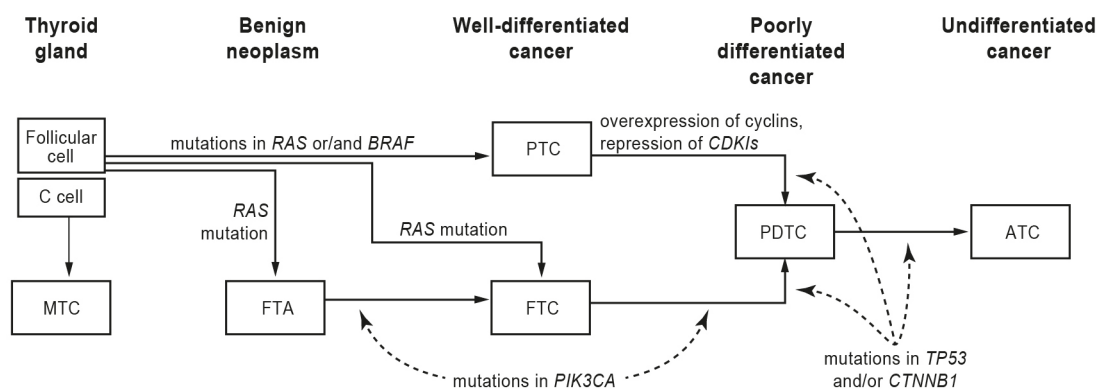 Thyroid
gland
Benign
neoplasm
Well-differentiated
cancer
Poorly
differentiated
cancer
Undifferentiated
cancer
Follicular
cell
C cell
mutations in RAS or/and BRAF
PTC
overexpression of cyclins,
repression of CDKIs
RAS
mutation
RAS mutation
PDTC
ATC
MTC
FTA
FTC
mutations in PIK3CA
mutations in TP53
and/or CTNNB1